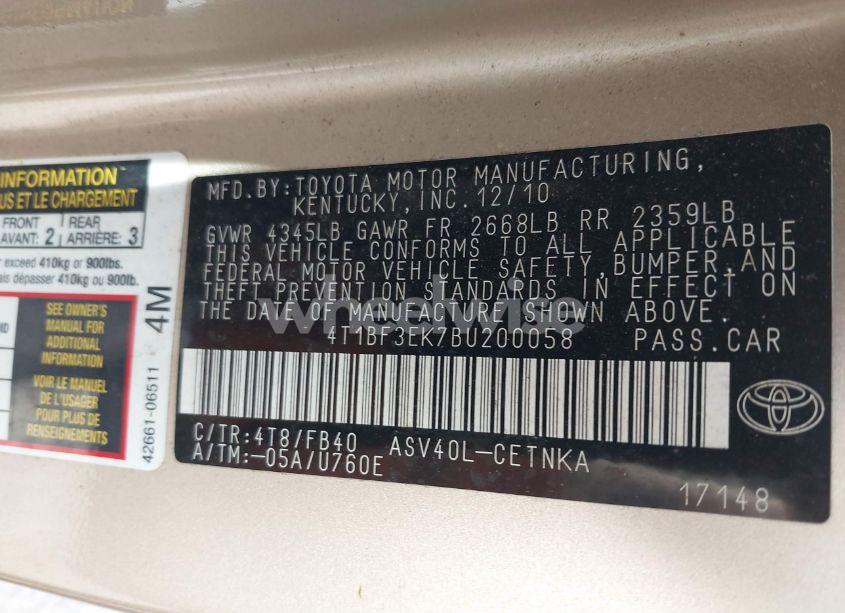 INFORMATION
US ET LE CHARGEMENT
FRONT
AVANT: 2
REAR
ARRIÈRE: 3
r exceed 410kg or 900lbs.
ais dépasser 410kg ou 900lb.
SEE OWNER'S
MANUAL FOR
ADDITIONAL
INFORMATION
VOIR LE MANUEL
DE L'USAGER
POUR PLUS DE
RENSEIGNEMENTS
4M
42661-06511
MFD.BY:TOYOTA MOTOR MANUFACTURING,
KENTUCKY,INC.12/10
GVWR 4345LB GAWR FR 2668LB RR 2359LB
THIS VEHICLE CONFORMS TO ALL APPLICABLE
FEDERAL MOTOR VEHICLE SAFETY,BUMPER,AND
THEFT PREVENTION STANDARDS IN EFFECT ON
THE DATE OF MANUFACTURE SHOWN ABOVE.
4T1BF3EK7BU200058 PASS.CAR
C/TR:4T8/FB40 ASV40L-CETNKA
A/TM:-05A/U760E
17148
wheelwise